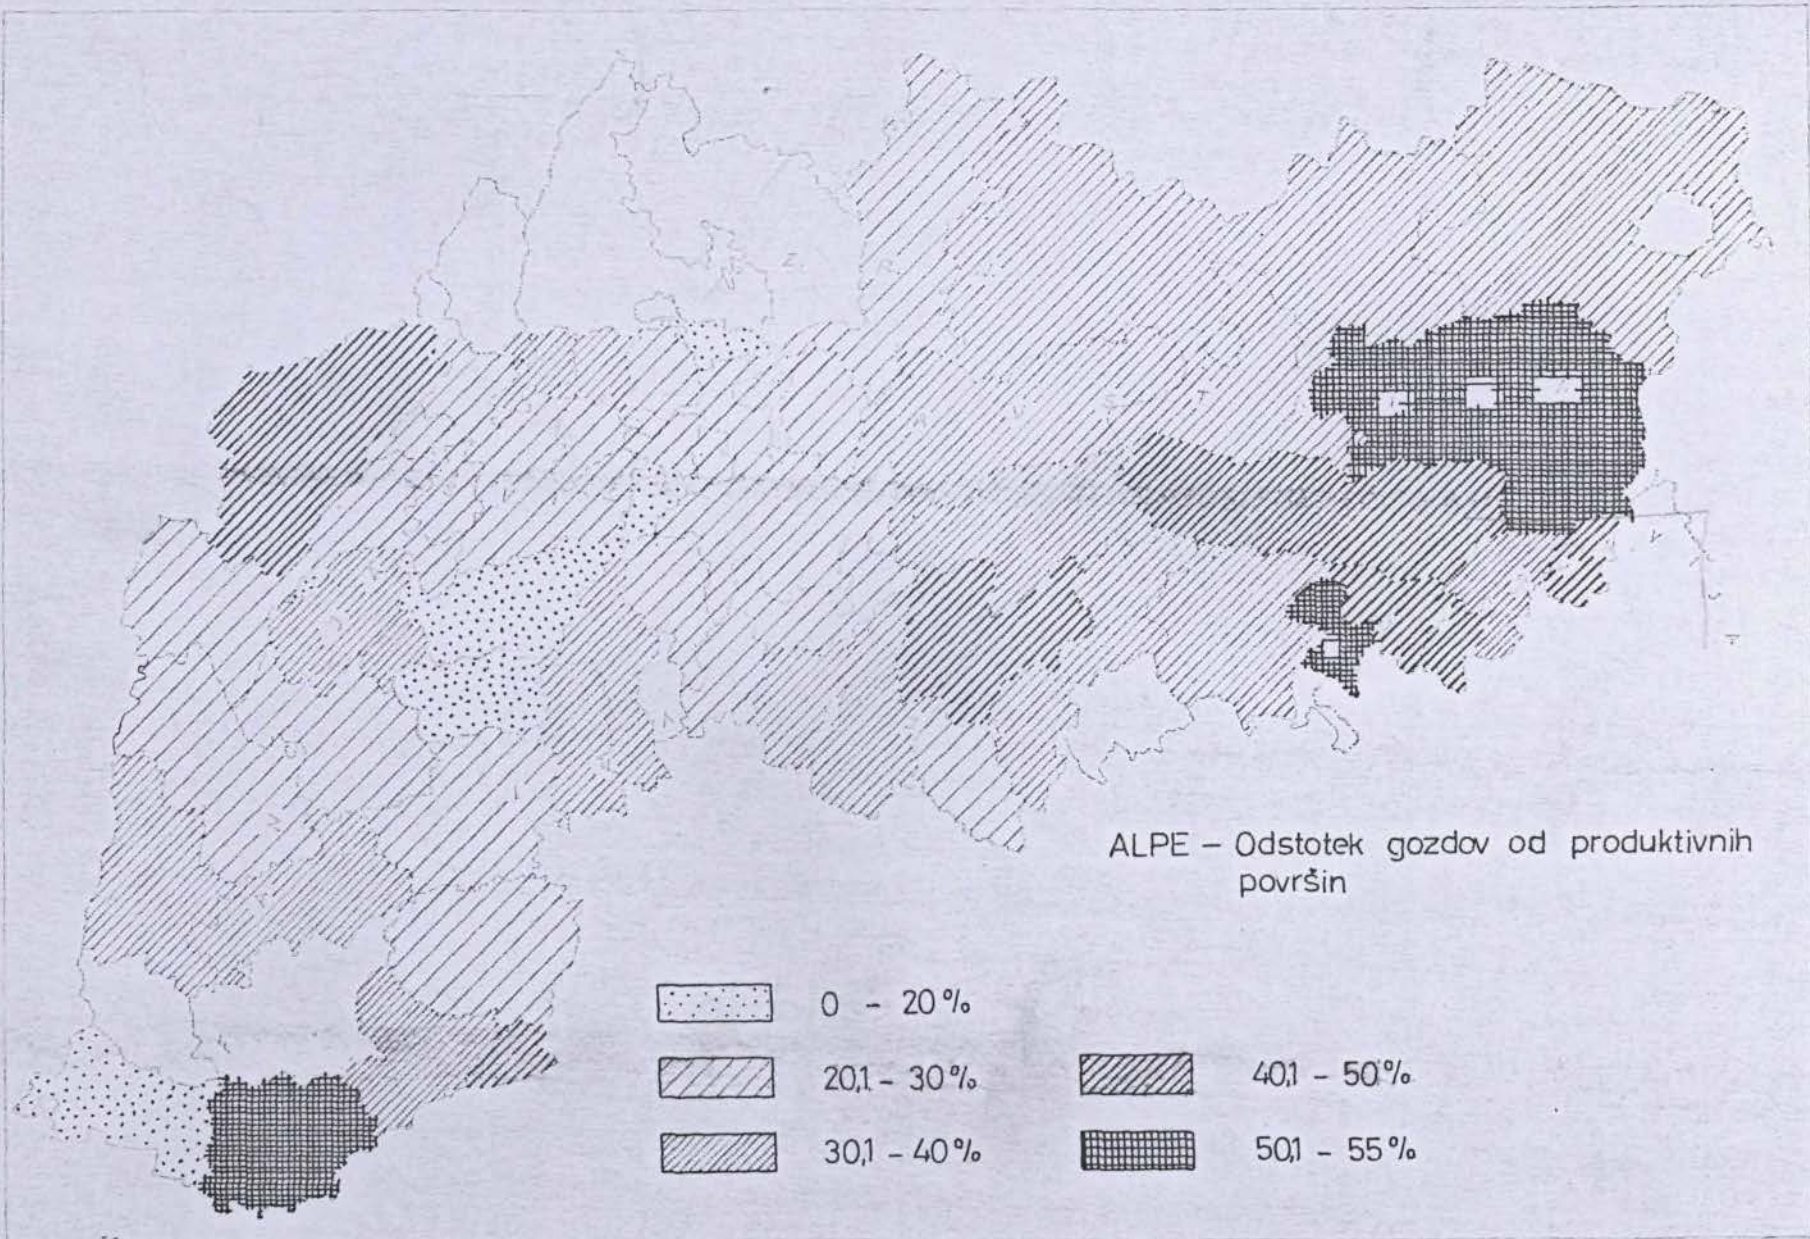 ALPE – Odstotek gozdov od produktivnih
površin
0 – 20%
20,1 – 30%
30,1 – 40%
40,1 – 50%
50,1 – 55%